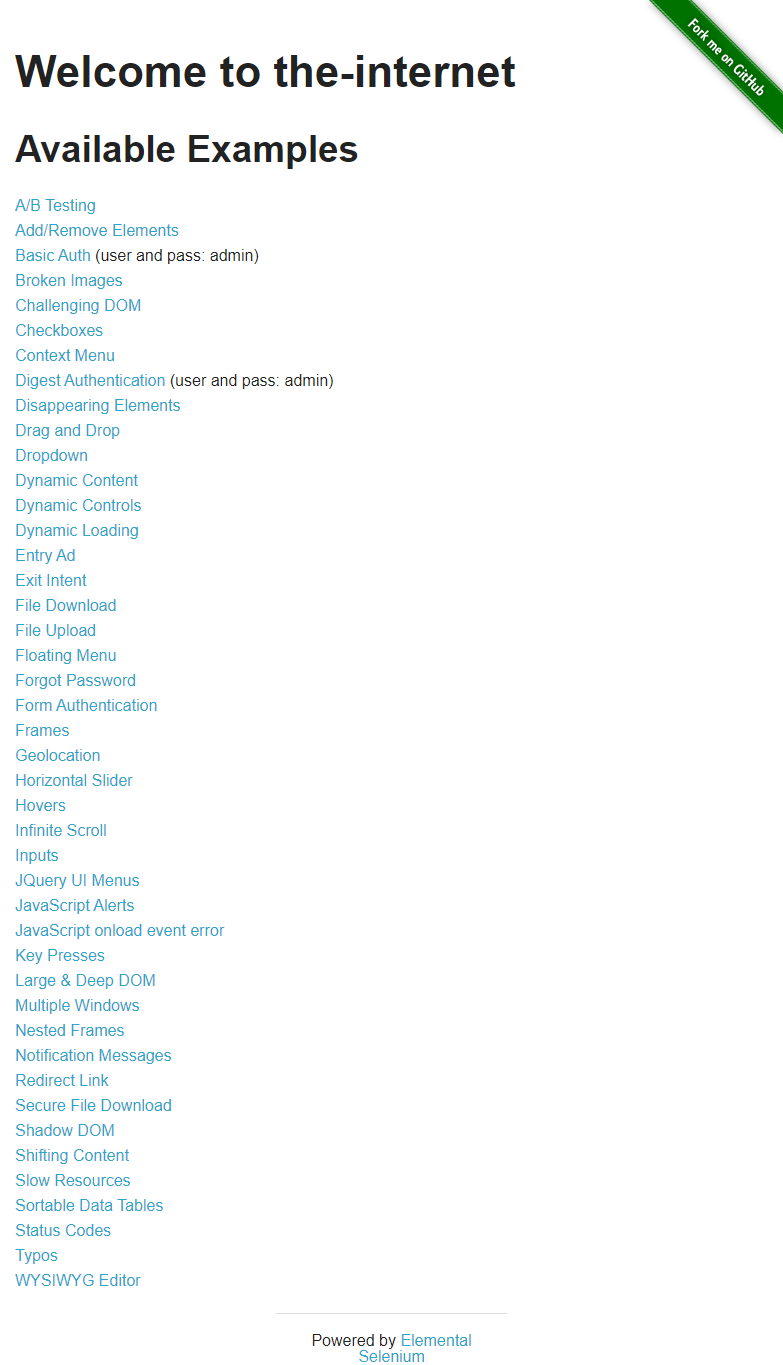 Fork me on GitHub
Welcome to the-internet
Available Examples
A/B Testing
Add/Remove Elements
Basic Auth (user and pass: admin)
Broken Images
Challenging DOM
Checkboxes
Context Menu
Digest Authentication (user and pass: admin)
Disappearing Elements
Drag and Drop
Dropdown
Dynamic Content
Dynamic Controls
Dynamic Loading
Entry Ad
Exit Intent
File Download
File Upload
Floating Menu
Forgot Password
Form Authentication
Frames
Geolocation
Horizontal Slider
Hovers
Infinite Scroll
Inputs
JQuery UI Menus
JavaScript Alerts
JavaScript onload event error
Key Presses
Large & Deep DOM
Multiple Windows
Nested Frames
Notification Messages
Redirect Link
Secure File Download
Shadow DOM
Shifting Content
Slow Resources
Sortable Data Tables
Status Codes
Typos
WYSIWYG Editor
Powered by Elemental
Selenium